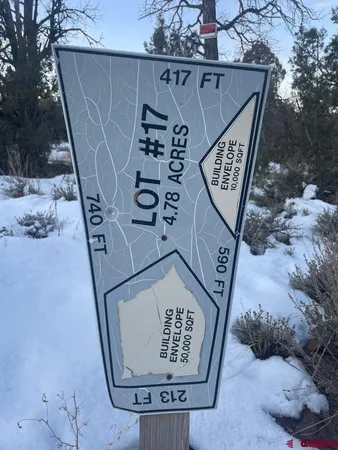 417 FT
LOT #17
4.78 ACRES
BUILDING
ENVELOPE
10,000 SQFT
740 FT
590 FT
BUILDING
ENVELOPE
50,000 SQFT
213 FT